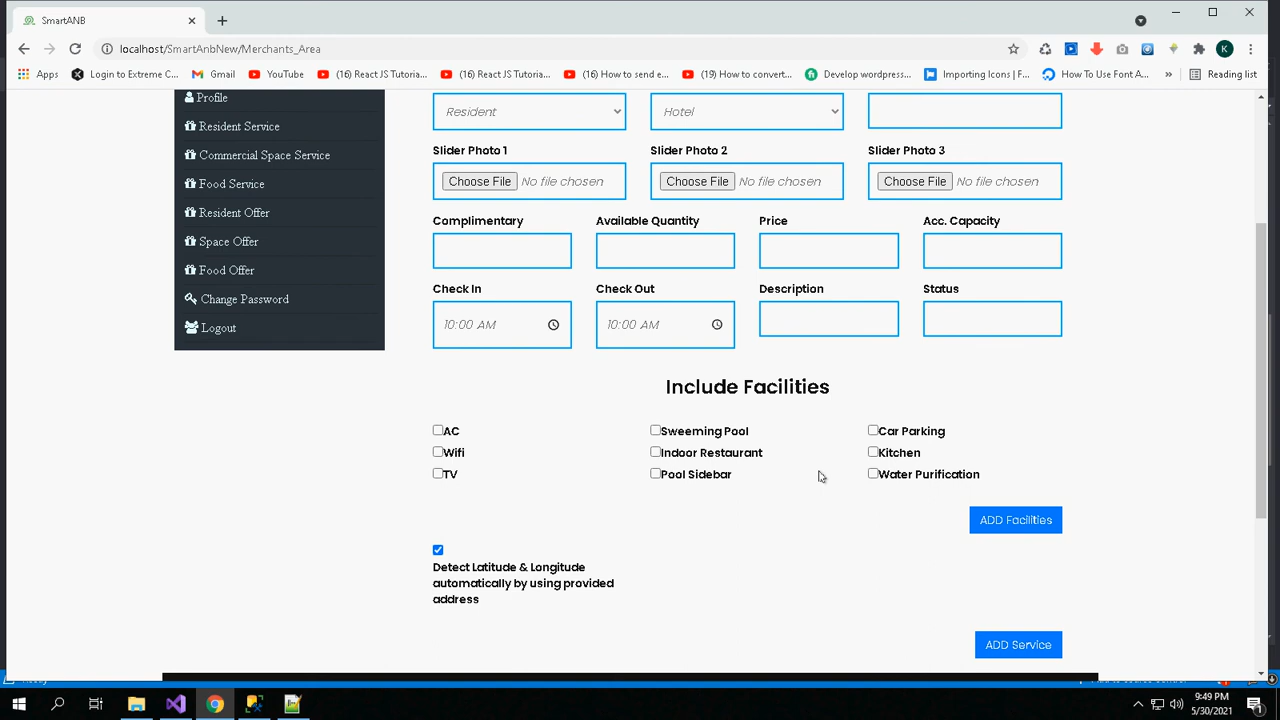 SmartANB
localhost/SmartAnbNew/Merchants_Area
K
Apps
Login to Extreme C...
Gmail
YouTube
(16) React JS Tutoria...
(16) React JS Tutoria...
(16) How to send e...
(19) How to convert...
Develop wordpress...
Importing Icons | F...
How To Use Font A...
»
Reading list
Profile
Resident Service
Commercial Space Service
Food Service
Resident Offer
Space Offer
Food Offer
Change Password
Logout
Resident
Hotel
Slider Photo 1
Slider Photo 2
Slider Photo 3
Choose File No file chosen
Choose File No file chosen
Choose File No file chosen
Complimentary
Available Quantity
Price
Acc. Capacity
Check In
Check Out
Description
Status
10:00 AM
10:00 AM
Include Facilities
AC
Sweeming Pool
Car Parking
Wifi
Indoor Restaurant
Kitchen
TV
Pool Sidebar
Water Purification
ADD Facilities
Detect Latitude & Longitude
automatically by using provided
address
ADD Service
9:49 PM
5/30/2021